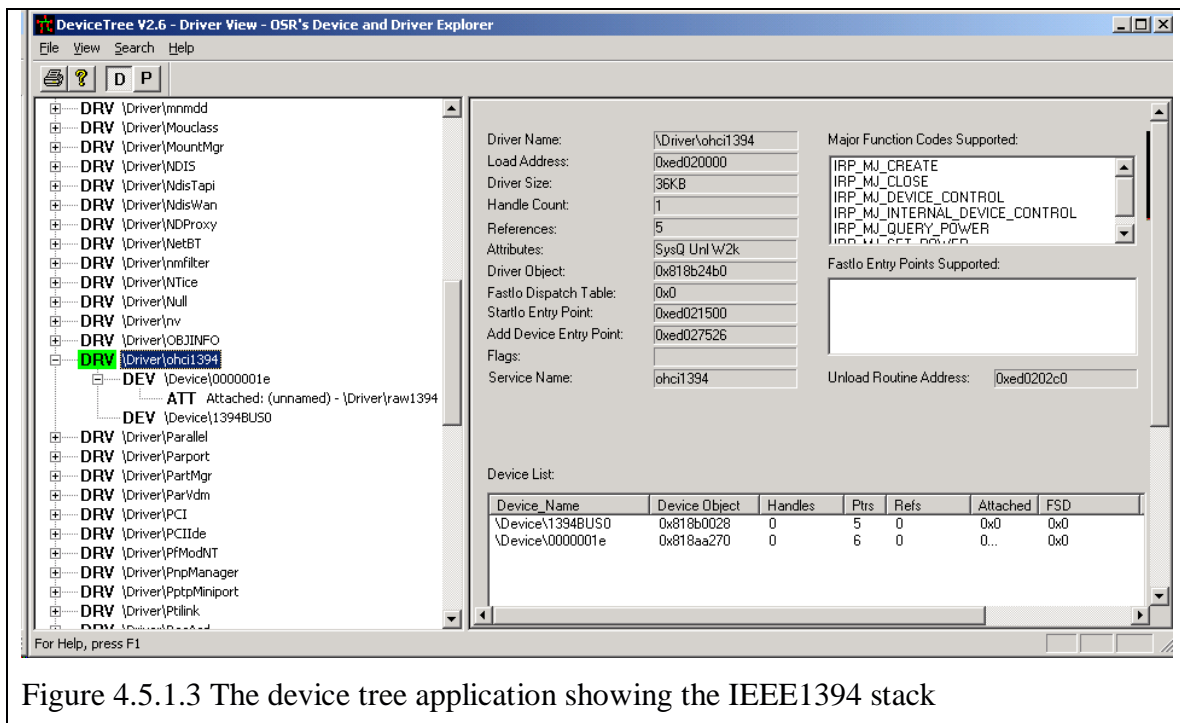 DeviceTree V2.6 - Driver View - OSR's Device and Driver Explorer
File View Search Help
D P
DRV \Driver\mnmdd
DRV \Driver\Mouclass
DRV \Driver\MountMgr
DRV \Driver\NDIS
DRV \Driver\NdisTapi
DRV \Driver\NdisWan
DRV \Driver\NDProxy
DRV \Driver\NetBT
DRV \Driver\nmfilter
DRV \Driver\NTice
DRV \Driver\Null
DRV \Driver\nv
DRV \Driver\OBJINFO
DRV \Driver\ohci1394
DEV \Device\0000001e
ATT Attached: (unnamed) - \Driver\raw1394
DEV \Device\1394BUS0
DRV \Driver\Parallel
DRV \Driver\Parport
DRV \Driver\PartMgr
DRV \Driver\ParVdm
DRV \Driver\PCI
DRV \Driver\PCIIde
DRV \Driver\PfModNT
DRV \Driver\PnpManager
DRV \Driver\PptpMiniport
DRV \Driver\Ptilink
Driver Name: \Driver\ohci1394
Load Address: 0xed020000
Driver Size: 36KB
Handle Count: 1
References: 5
Attributes: SysQ Unl W2k
Driver Object: 0x818b24b0
FastIo Dispatch Table: 0x0
StartIo Entry Point: 0xed021500
Add Device Entry Point: 0xed027526
Flags:
Service Name: ohci1394
Major Function Codes Supported:
IRP_MJ_CREATE
IRP_MJ_CLOSE
IRP_MJ_DEVICE_CONTROL
IRP_MJ_INTERNAL_DEVICE_CONTROL
IRP_MJ_QUERY_POWER
IRP_MJ_SET_POWER
FastIo Entry Points Supported:
Unload Routine Address: 0xed0202c0
Device List:
Device_Name Device Object Handles Ptrs Refs Attached FSD
\Device\1394BUS0 0x818b0028 0 5 0 0x0 0x0
\Device\0000001e 0x818aa270 0 6 0 0... 0x0
For Help, press F1
Figure 4.5.1.3 The device tree application showing the IEEE1394 stack